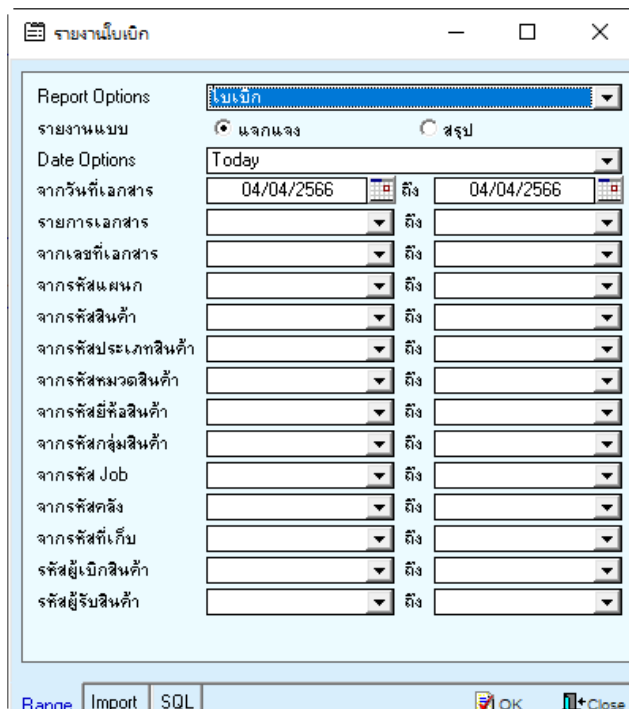 รายงานใบเบิก
Report Options ใบเบิก
รายงานแบบ แจกแจง สรุป
Date Options Today
จากวันที่เอกสาร 04/04/2566 ถึง 04/04/2566
รายการเอกสาร ถึง
จากเลขที่เอกสาร ถึง
จากรหัสแผนก ถึง
จากรหัสสินค้า ถึง
จากรหัสประเภทสินค้า ถึง
จากรหัสหมวดสินค้า ถึง
จากรหัสยี่ห้อสินค้า ถึง
จากรหัสกลุ่มสินค้า ถึง
จากรหัส Job ถึง
จากรหัสคลัง ถึง
จากรหัสที่เก็บ ถึง
รหัสผู้เบิกสินค้า ถึง
รหัสผู้รับสินค้า ถึง
Range Import SQL OK Close